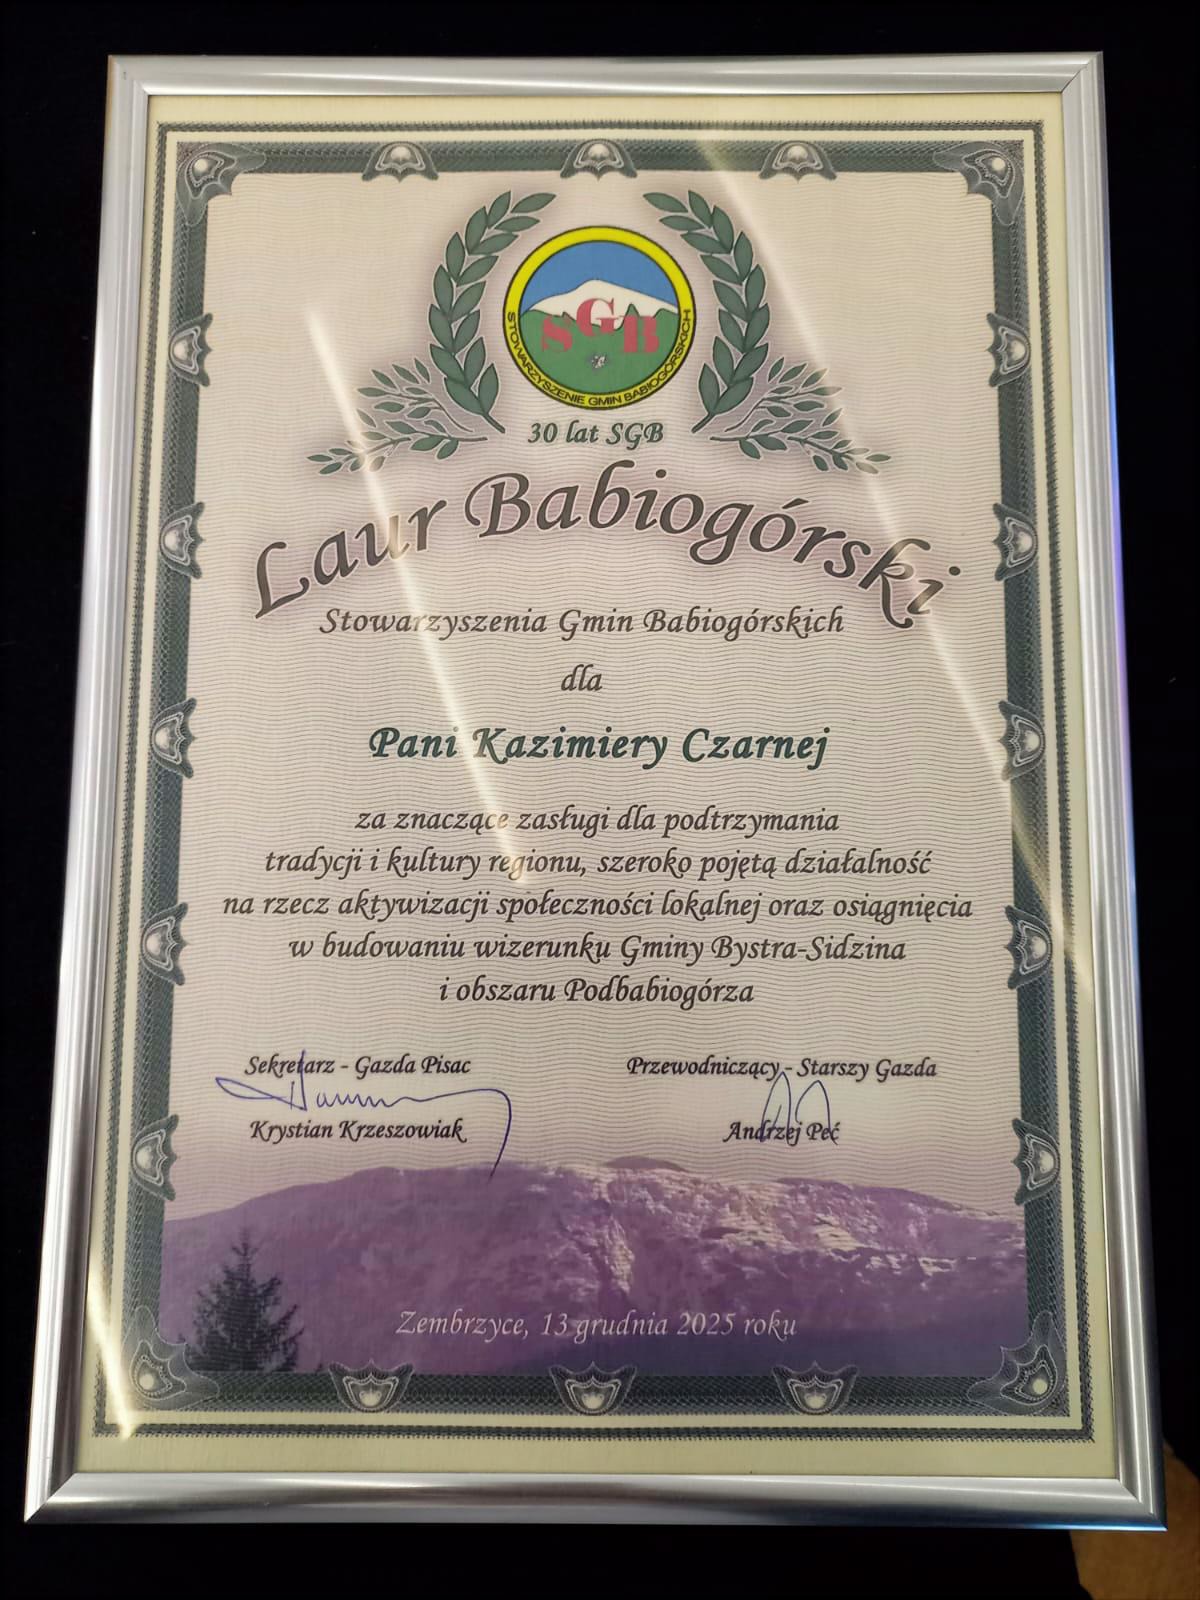 SGB
STOWARZYSZENIE GMIN BABIOGÓRSKICH
30 lat SGB
Laur Babiogórski
Stowarzyszenia Gmin Babiogórskich
dla
Pani Kazimiery Czarnej
za znaczące zasługi dla podtrzymania
tradycji i kultury regionu, szeroko pojętą działalność
na rzecz aktywizacji społeczności lokalnej oraz osiągnięcia
w budowaniu wizerunku Gminy Bystra-Sidzina
i obszaru Podbabiogórza
Sekretarz - Gazda Pisac
Krystian Krzeszowiak
Przewodniczący - Starszy Gazda
Andrzej Peć
Zembrzyce, 13 grudnia 2025 roku